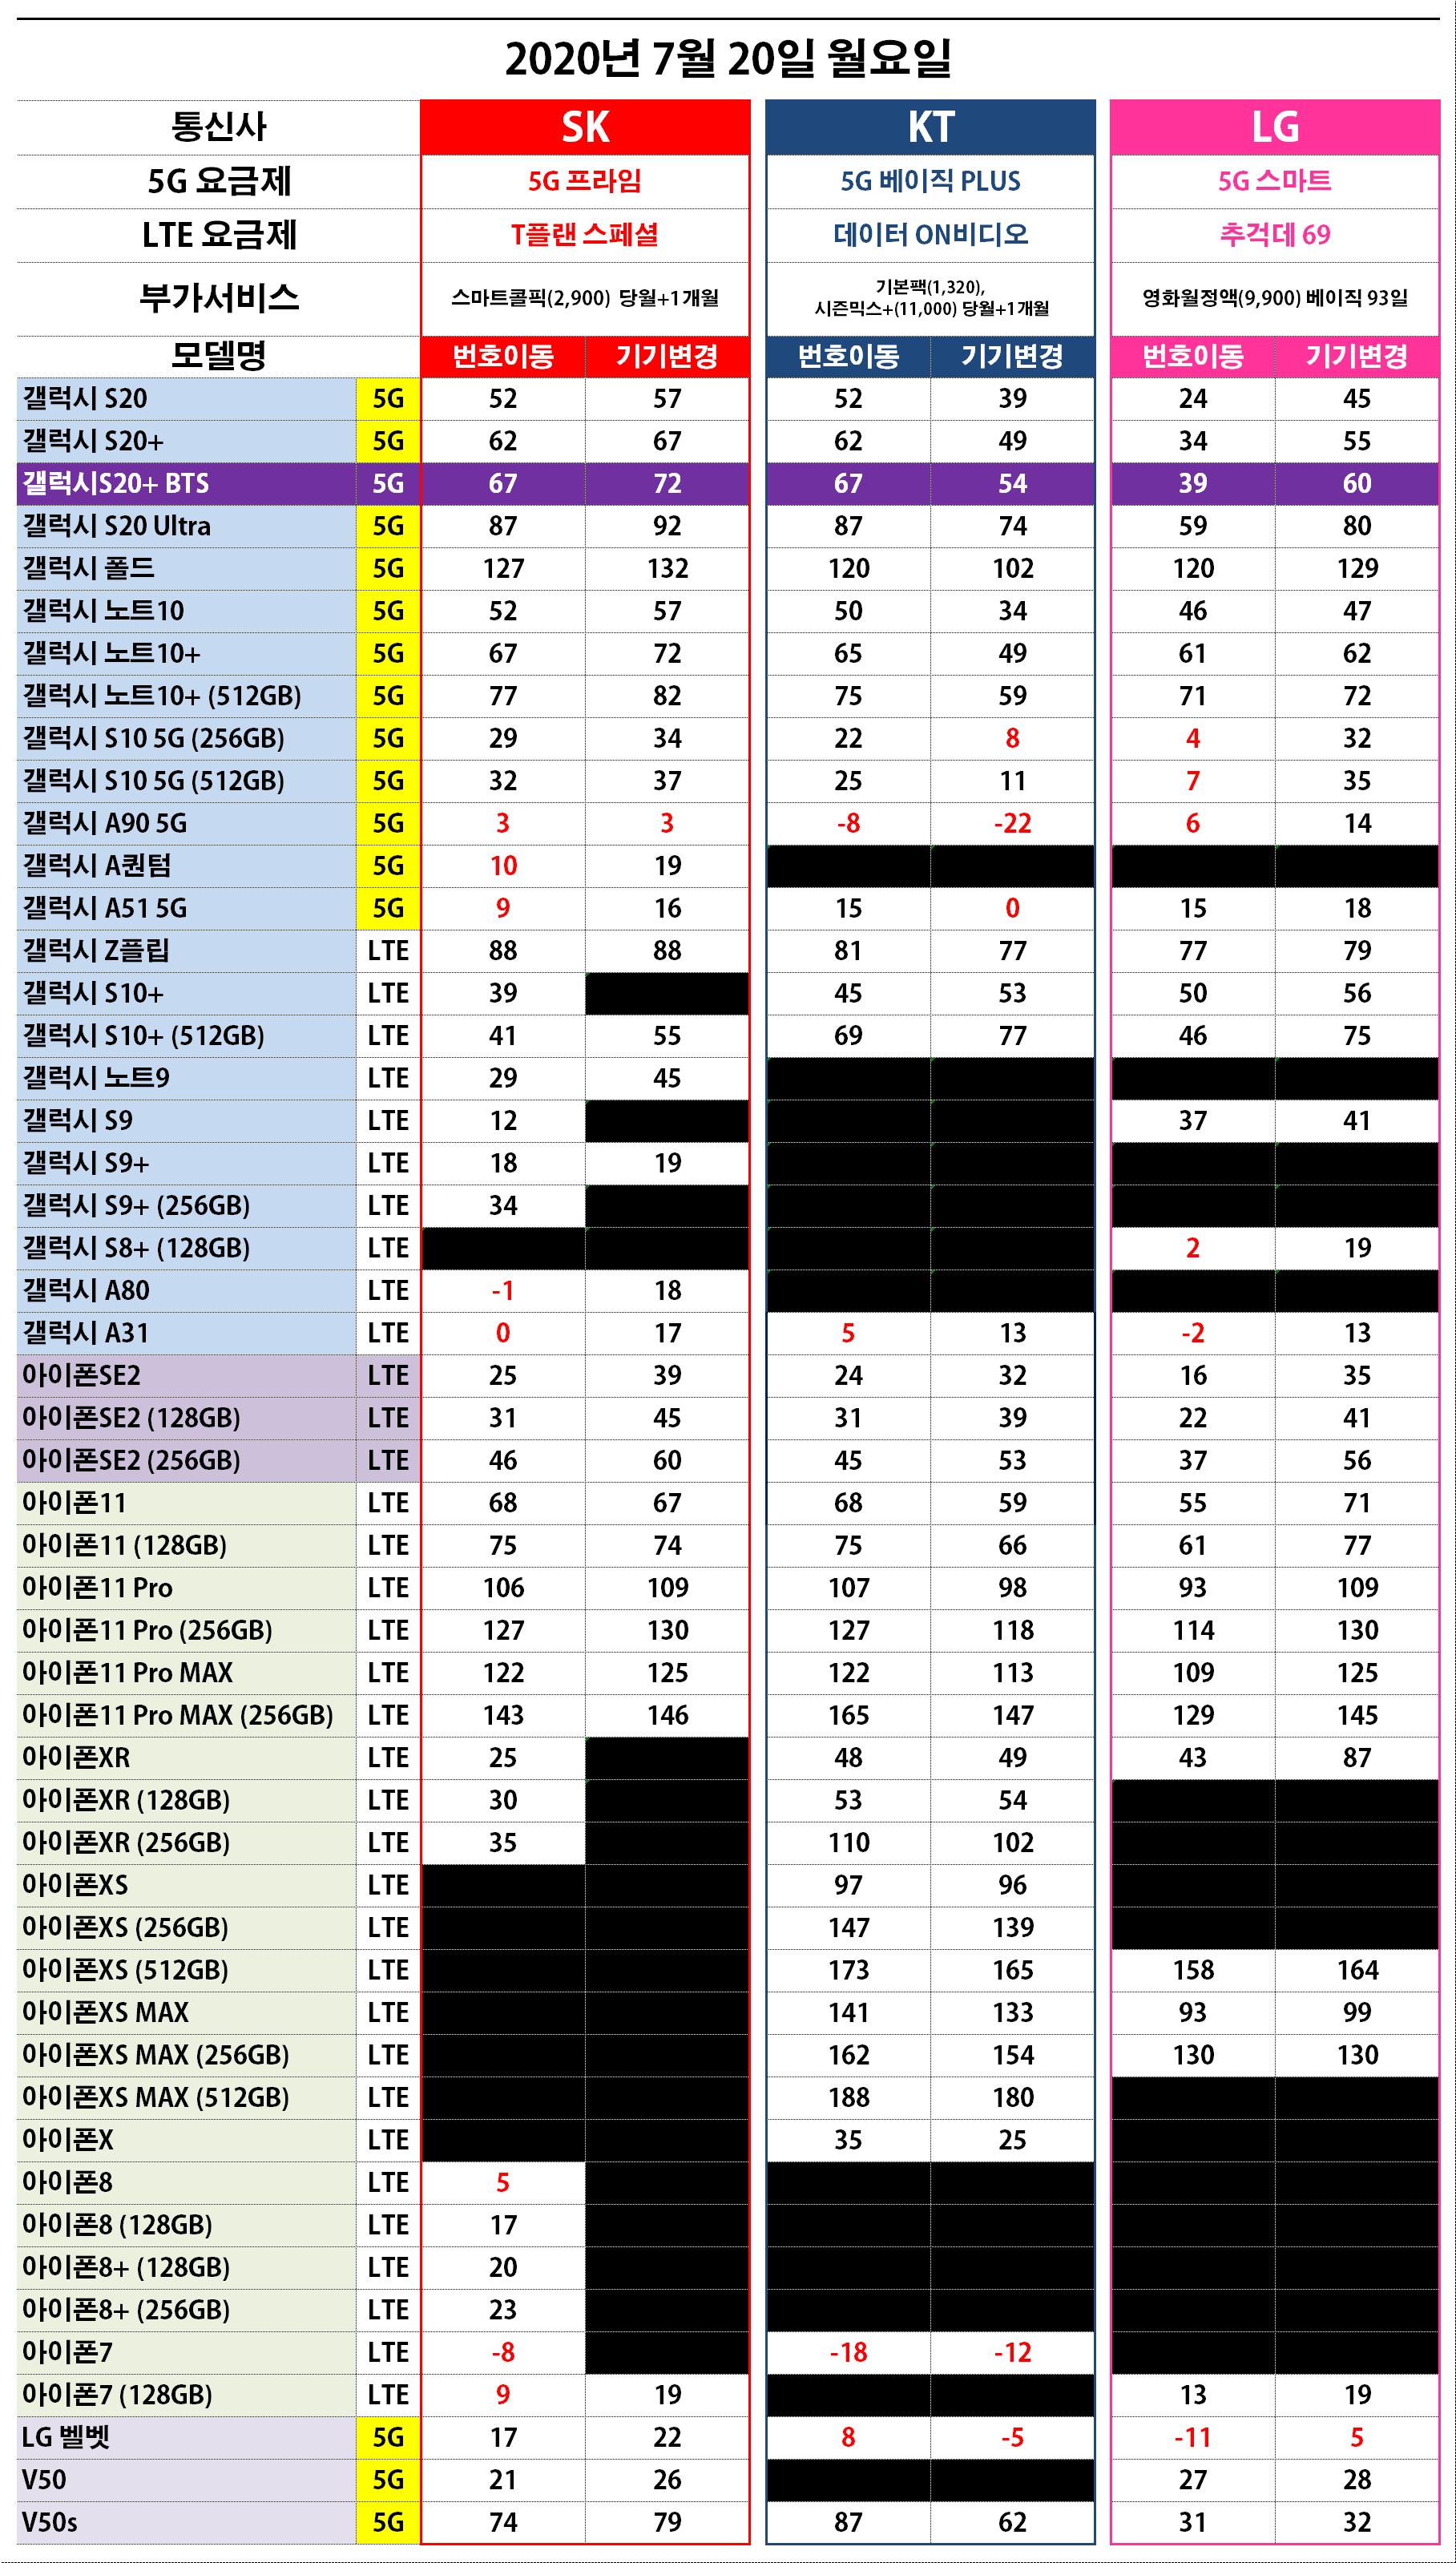 2020년 7월 20일 월요일
통신사 SK KT LG
5G 요금제 5G 프라임 5G 베이직 PLUS 5G 스마트
LTE 요금제 T플랜 스페셜 데이터 ON비디오 추걱데 69
부가서비스 스마트콜픽(2,900) 당월+1개월 기본팩(1,320), 영화월정액(9,900) 베이직 93일
시즌믹스+(11,000) 당월+1개월
모델명 번호이동 기기변경 번호이동 기기변경 번호이동 기기변경
갤럭시 S20 5G 52 57 52 39 24 45
갤럭시 S20+ 5G 62 67 62 49 34 55
갤럭시S20+ BTS 5G 67 72 67 54 39 60
갤럭시 S20 Ultra 5G 87 92 87 74 59 80
갤럭시 폴드 5G 127 132 120 102 120 129
갤럭시 노트10 5G 52 57 50 34 46 47
갤럭시 노트10+ 5G 67 72 65 49 61 62
갤럭시 노트10+ (512GB) 5G 77 82 75 59 71 72
갤럭시 S10 5G (256GB) 5G 29 34 22 8 4 32
갤럭시 S10 5G (512GB) 5G 32 37 25 11 7 35
갤럭시 A90 5G 5G 3 3 -8 -22 6 14
갤럭시 A퀀텀 5G 10 19
갤럭시 A51 5G 5G 9 16 15 0 15 18
갤럭시 Z플립 LTE 88 88 81 77 77 79
갤럭시 S10+ LTE 39 45 53 50 56
갤럭시 S10+ (512GB) LTE 41 55 69 77 46 75
갤럭시 노트9 LTE 29 45
갤럭시 S9 LTE 12 37 41
갤럭시 S9+ LTE 18 19
갤럭시 S9+ (256GB) LTE 34
갤럭시 S8+ (128GB) LTE 2 19
갤럭시 A80 LTE -1 18
갤럭시 A31 LTE 0 17 5 13 -2 13
아이폰SE2 LTE 25 39 24 32 16 35
아이폰SE2 (128GB) LTE 31 45 31 39 22 41
아이폰SE2 (256GB) LTE 46 60 45 53 37 56
아이폰11 LTE 68 67 68 59 55 71
아이폰11 (128GB) LTE 75 74 75 66 61 77
아이폰11 Pro LTE 106 109 107 98 93 109
아이폰11 Pro (256GB) LTE 127 130 127 118 114 130
아이폰11 Pro MAX LTE 122 125 122 113 109 125
아이폰11 Pro MAX (256GB) LTE 143 146 165 147 129 145
아이폰XR LTE 25 48 49 43 87
아이폰XR (128GB) LTE 30 53 54
아이폰XR (256GB) LTE 35 110 102
아이폰XS LTE 97 96
아이폰XS (256GB) LTE 147 139
아이폰XS (512GB) LTE 173 165 158 164
아이폰XS MAX LTE 141 133 93 99
아이폰XS MAX (256GB) LTE 162 154 130 130
아이폰XS MAX (512GB) LTE 188 180
아이폰X LTE 35 25
아이폰8 LTE 5
아이폰8 (128GB) LTE 17
아이폰8+ (128GB) LTE 20
아이폰8+ (256GB) LTE 23
아이폰7 LTE -8 -18 -12
아이폰7 (128GB) LTE 9 19 13 19
LG 벨벳 5G 17 22 8 -5 -11 5
V50 5G 21 26 27 28
V50s 5G 74 79 87 62 31 32